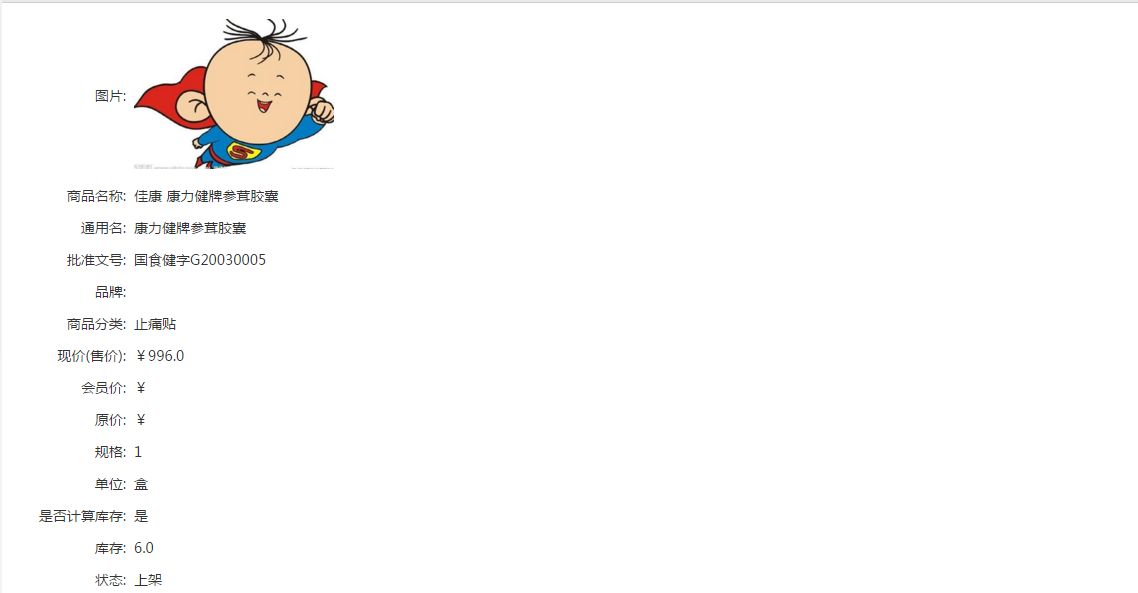 图片:
商品名称: 佳康 康力健牌参茸胶囊
通用名: 康力健牌参茸胶囊
批准文号: 国食健字G20030005
品牌:
商品分类: 止痛贴
现价(售价): ￥996.0
会员价: ￥
原价: ￥
规格: 1
单位: 盒
是否计算库存: 是
库存: 6.0
状态: 上架